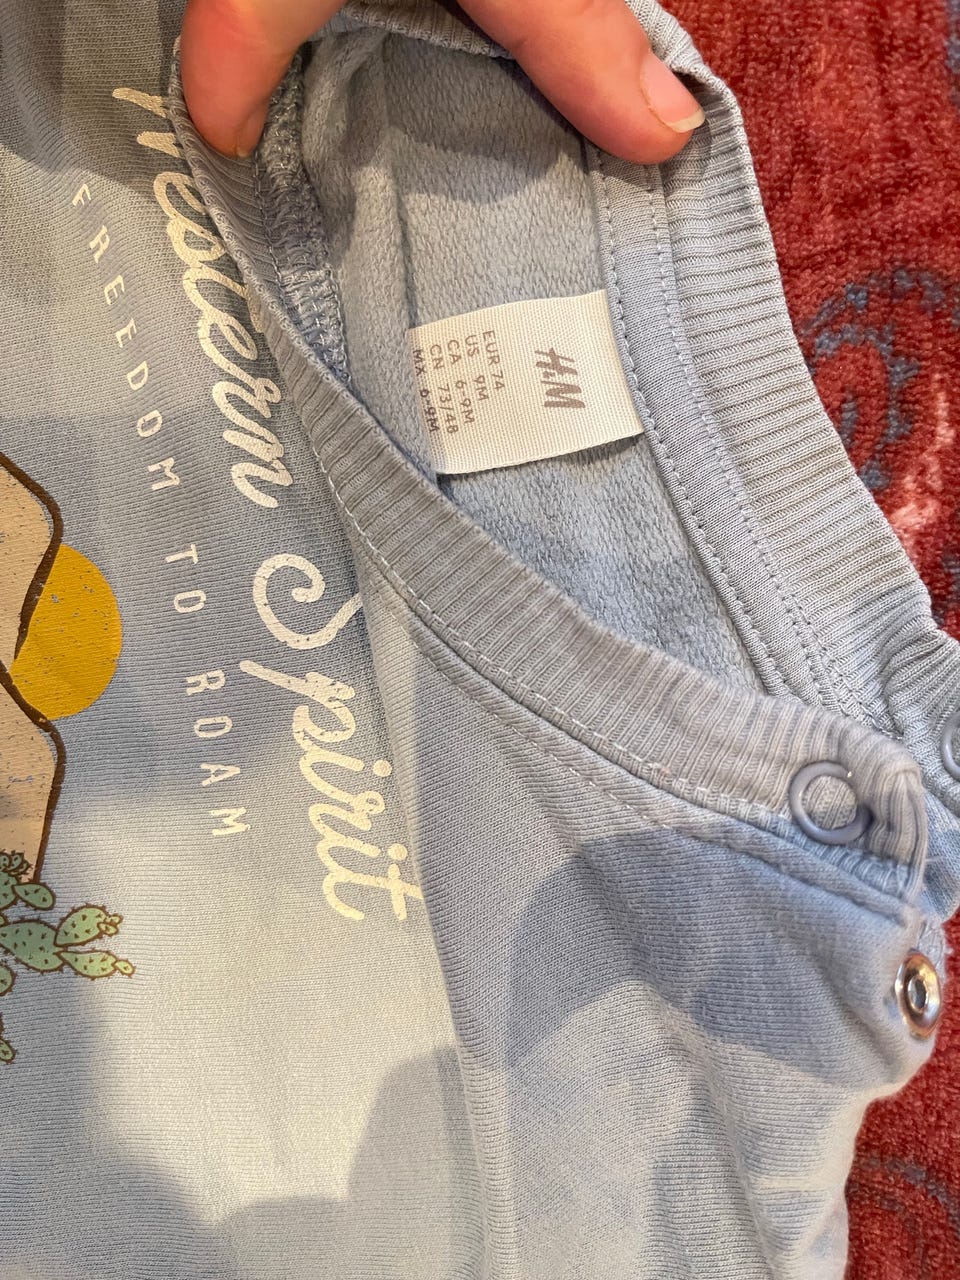 Western Spirit
FREEDOM TO ROAM
H&M
EUR 74
US 9M
CA 6-9M
CN 73/48
MX 6-9M